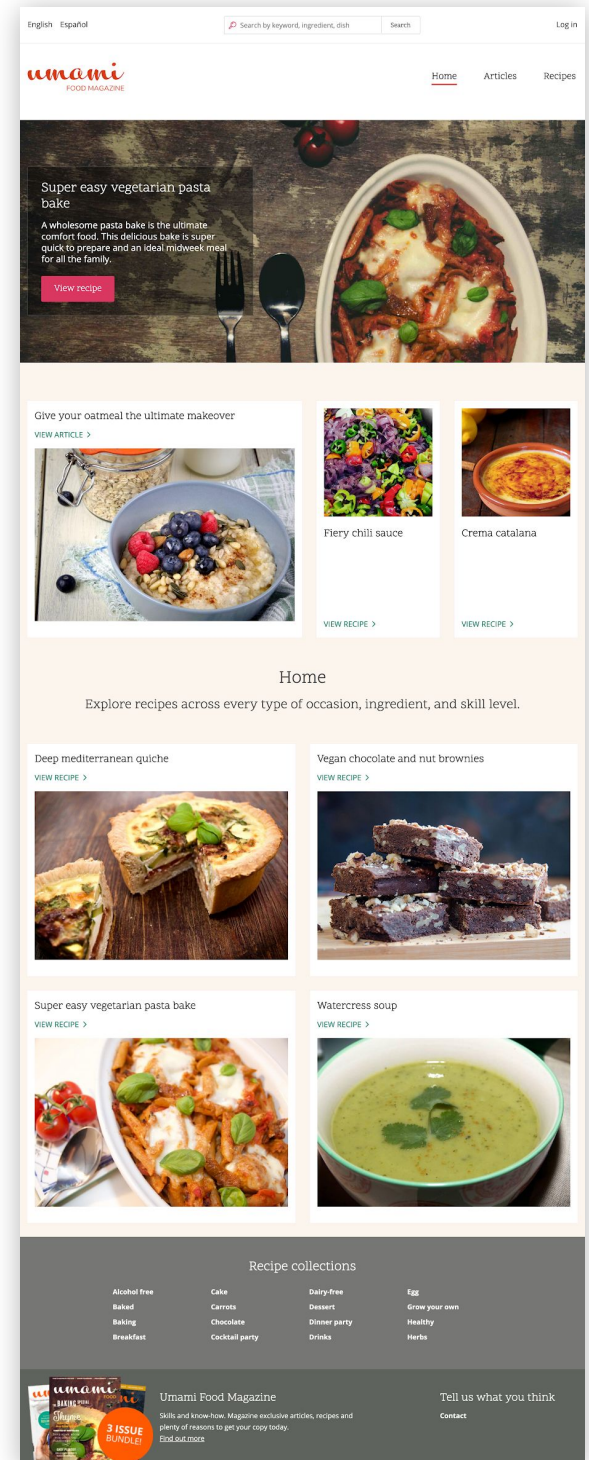 English Español
Search by keyword, ingredient, dish
Search
Log in
umami
FOOD MAGAZINE
Home Articles Recipes
Super easy vegetarian pasta
bake
A wholesome pasta bake is the ultimate
comfort food. This delicious bake is super
quick to prepare and an ideal midweek meal
for all the family.
View recipe
Give your oatmeal the ultimate makeover
VIEW ARTICLE >
Fiery chili sauce
VIEW RECIPE >
Crema catalana
VIEW RECIPE >
Home
Explore recipes across every type of occasion, ingredient, and skill level.
Deep mediterranean quiche
VIEW RECIPE >
Vegan chocolate and nut brownies
VIEW RECIPE >
Super easy vegetarian pasta bake
VIEW RECIPE >
Watercress soup
VIEW RECIPE >
Recipe collections
Alcohol free Cake Dairy-free Egg
Baked Carrots Dessert Grow your own
Baking Chocolate Dinner party Healthy
Breakfast Cocktail party Drinks Herbs
umami
FOOD
BAKING SPECIAL
Thyme
3 ISSUE
BUNDLE!
Umami Food Magazine
Skills and know-how. Magazine exclusive articles, recipes and
plenty of reasons to get your copy today.
Find out more
Tell us what you think
Contact